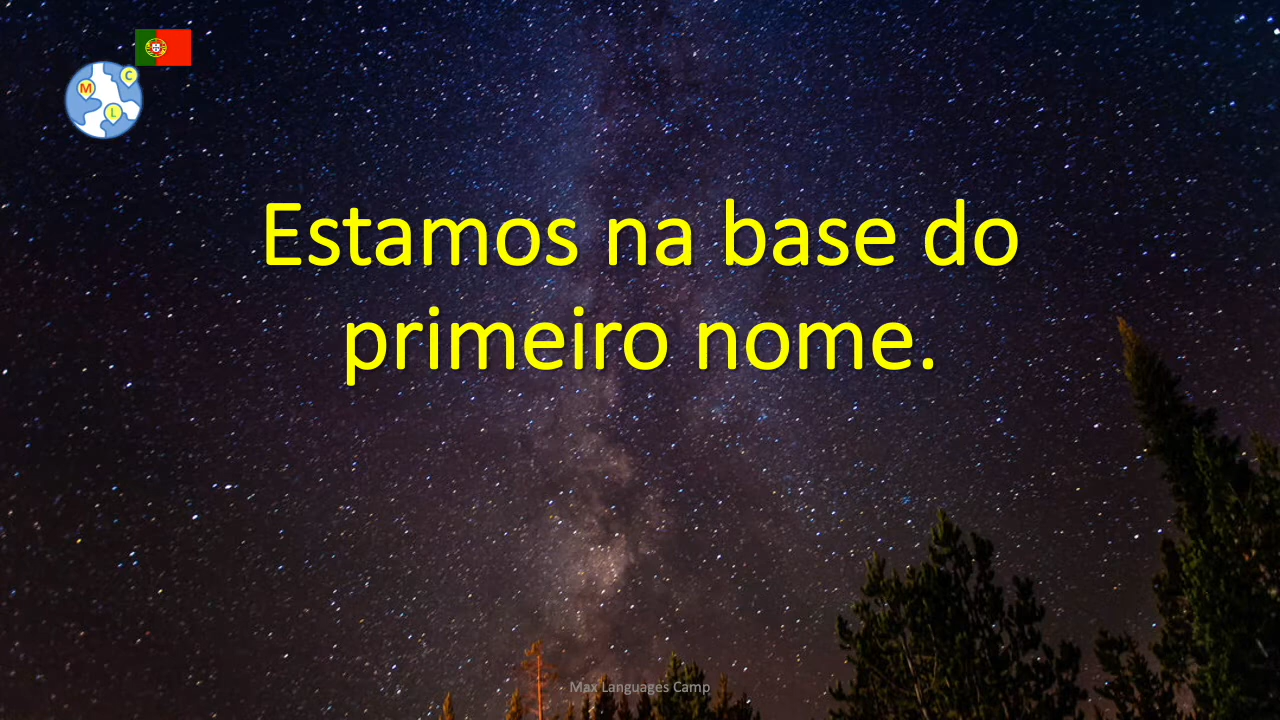 M
C
L
Estamos na base do
primeiro nome.
Max Languages Camp